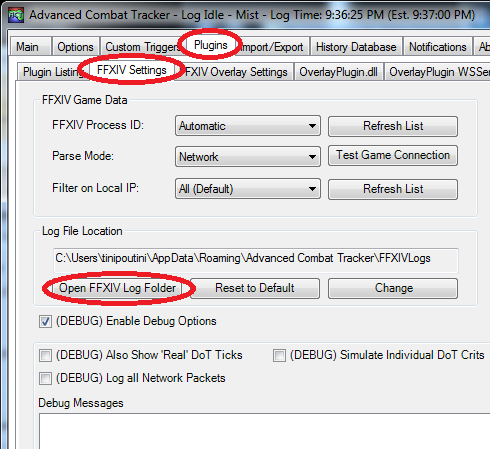 Advanced Combat Tracker - Log Idle - Mist - Log Time: 9:36:25 PM (Est. 9:37:00 PM)
Main Options Custom Triggers Plugins Import/Export History Database Notifications Ab
Plugin Listing FFXIV Settings FFXIV Overlay Settings OverlayPlugin.dll OverlayPlugin WSSer
FFXIV Game Data
FFXIV Process ID: Automatic Refresh List
Parse Mode: Network Test Game Connection
Filter on Local IP: All (Default) Refresh List
Log File Location
C:\Users\tinipoutini\AppData\Roaming\Advanced Combat Tracker\FFXIVLogs
Open FFXIV Log Folder Reset to Default Change
(DEBUG) Enable Debug Options
(DEBUG) Also Show 'Real' DoT Ticks (DEBUG) Simulate Individual DoT Crits
(DEBUG) Log all Network Packets
Debug Messages